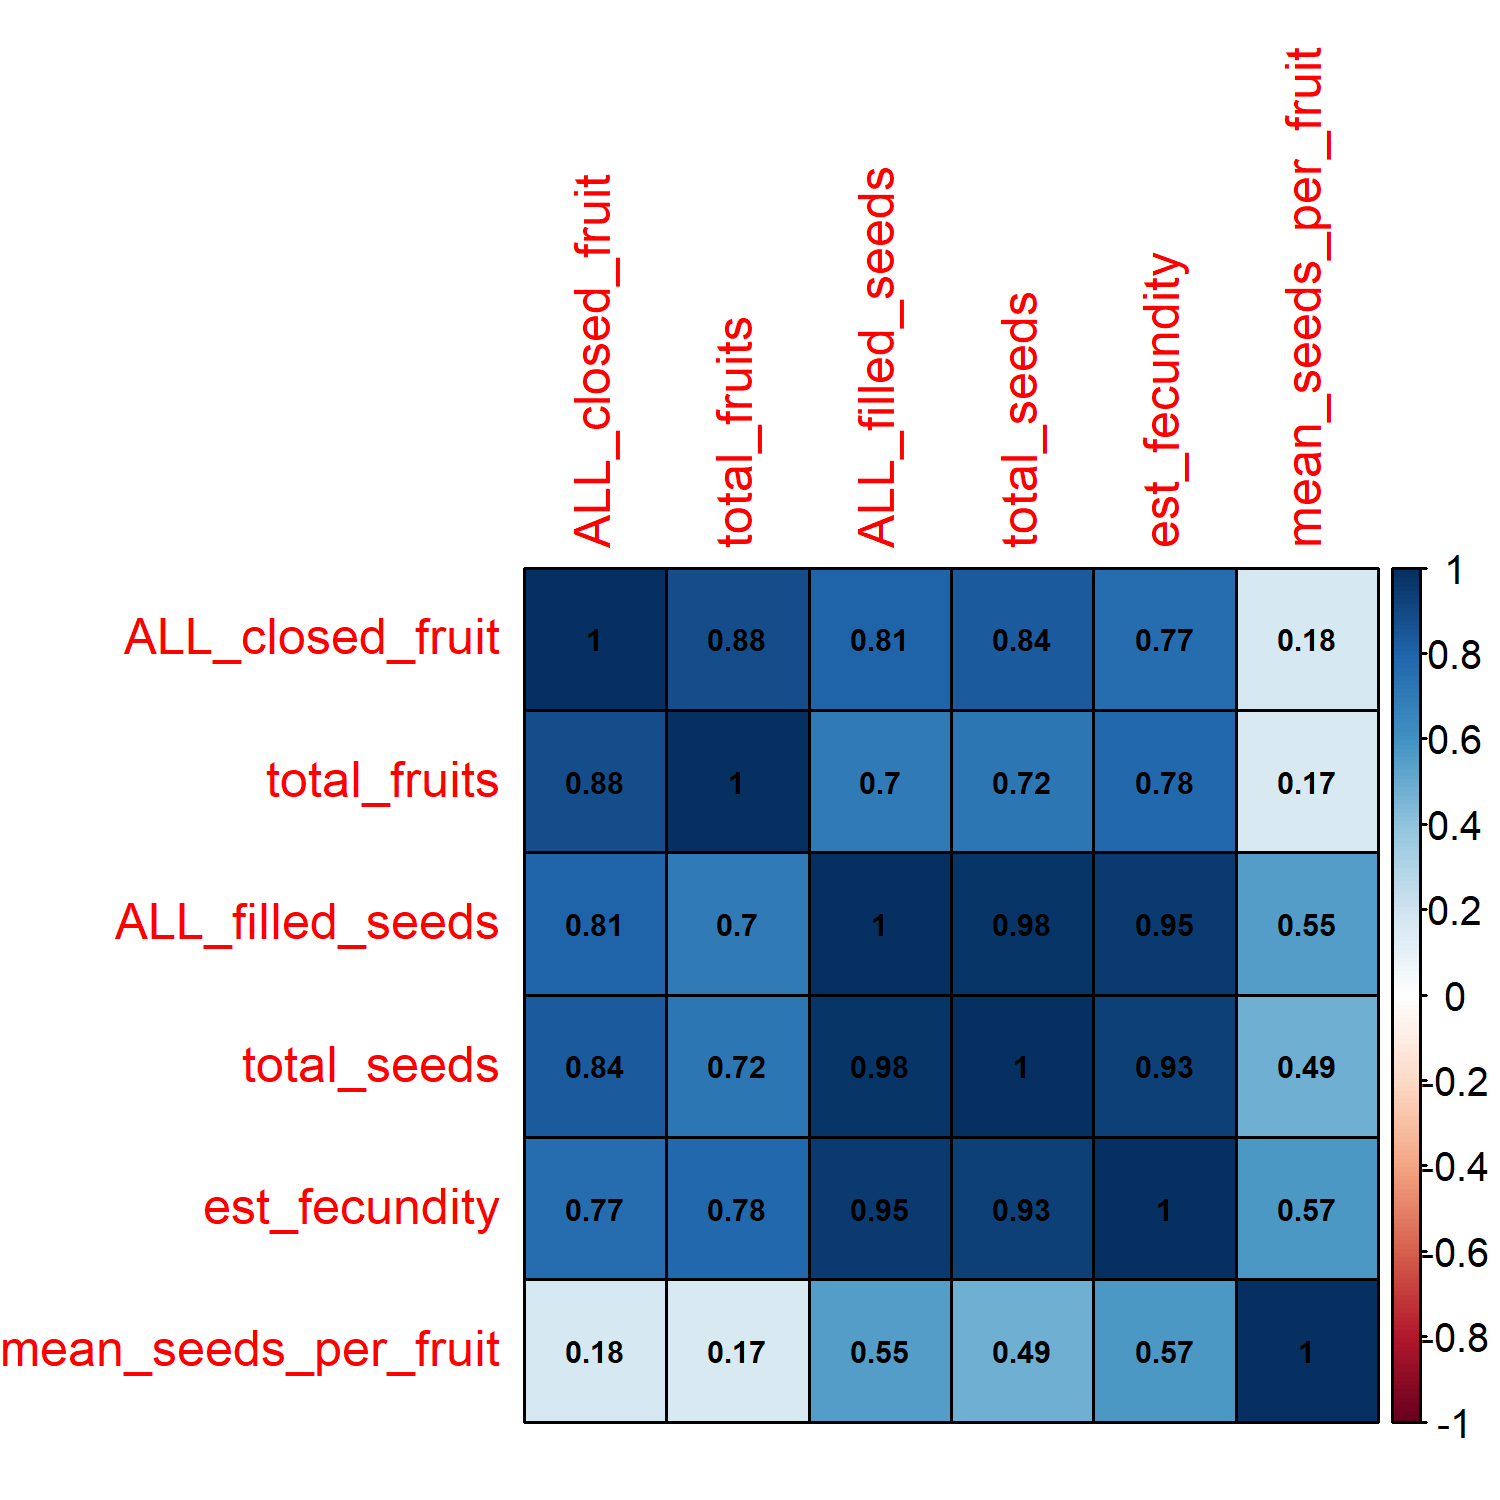 ALL_closed_fruit
total_fruits
ALL_filled_seeds
total_seeds
est_fecundity
mean_seeds_per_fruit
ALL_closed_fruit 1 0.88 0.81 0.84 0.77 0.18
total_fruits 0.88 1 0.7 0.72 0.78 0.17
ALL_filled_seeds 0.81 0.7 1 0.98 0.95 0.55
total_seeds 0.84 0.72 0.98 1 0.93 0.49
est_fecundity 0.77 0.78 0.95 0.93 1 0.57
mean_seeds_per_fruit 0.18 0.17 0.55 0.49 0.57 1
1
0.8
0.6
0.4
0.2
0
-0.2
-0.4
-0.6
-0.8
-1